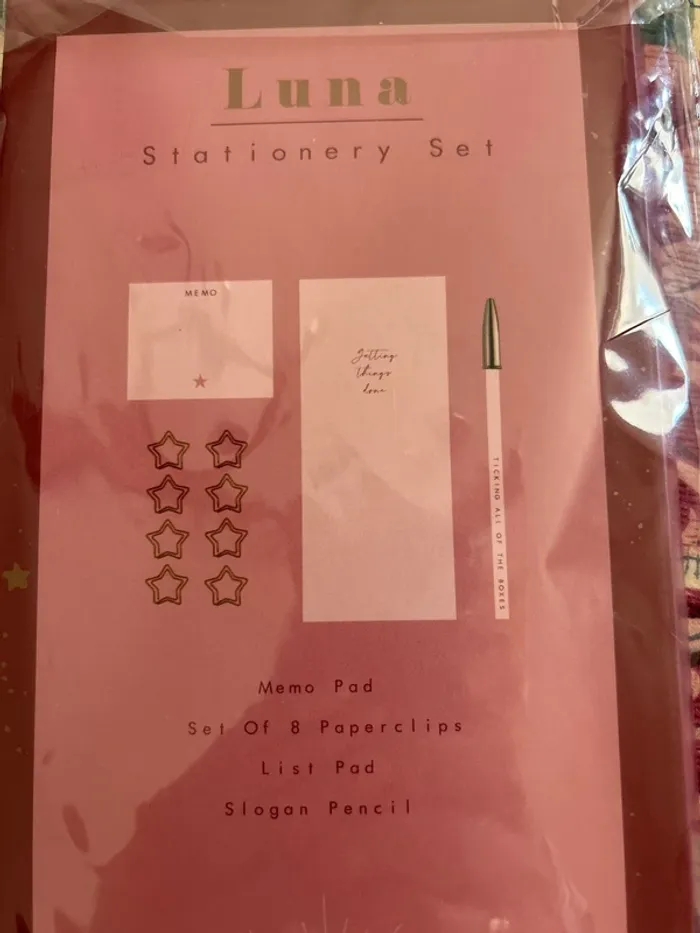 Luna
Stationery Set
MEMO
Getting
things
done
TICKING ALL OF THE BOXES
Memo Pad
Set Of 8 Paperclips
List Pad
Slogan Pencil